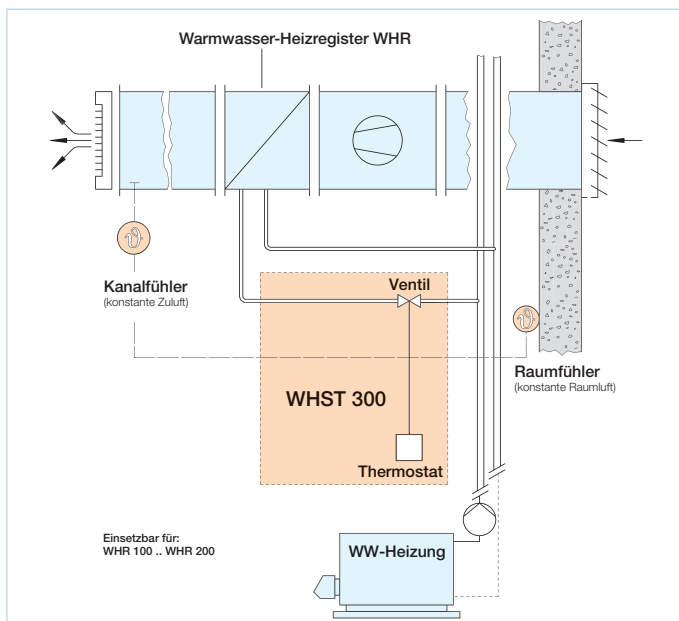 Warmwasser-Heizregister WHR
ϑ
Kanalfühler
(konstante Zuluft)
Ventil
ϑ
Raumfühler
(konstante Raumluft)
WHST 300
Thermostat
Einsetzbar für:
WHR 100 .. WHR 200
WW-Heizung